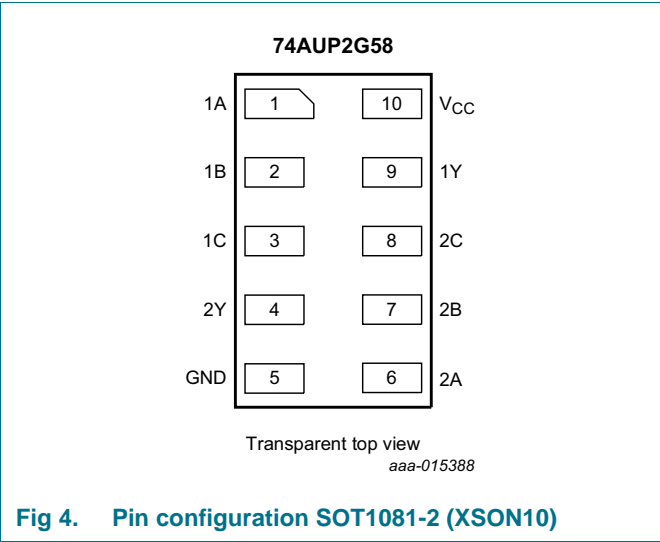 74AUP2G58
1A 1 10 VCC
1B 2 9 1Y
1C 3 8 2C
2Y 4 7 2B
GND 5 6 2A
Transparent top view
aaa-015388
Fig 4. Pin configuration SOT1081-2 (XSON10)